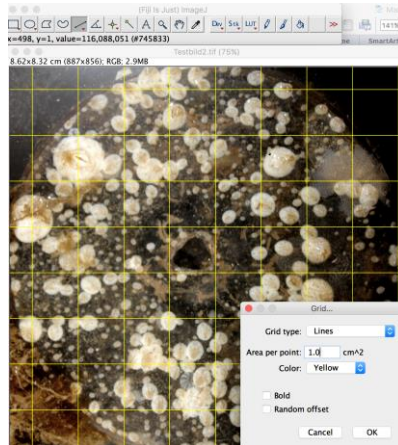 (Fiji Is Just) ImageJ
Dev Stk LUT >>
x=498, y=1, value=116,088,051 (#745833)
141%
SmartArt
Testbild2.tif (75%)
8.62x8.32 cm (887x856); RGB: 2.9MB
Grid...
Grid type: Lines
Area per point: 1.0 cm^2
Color: Yellow
Bold
Random offset
Cancel OK